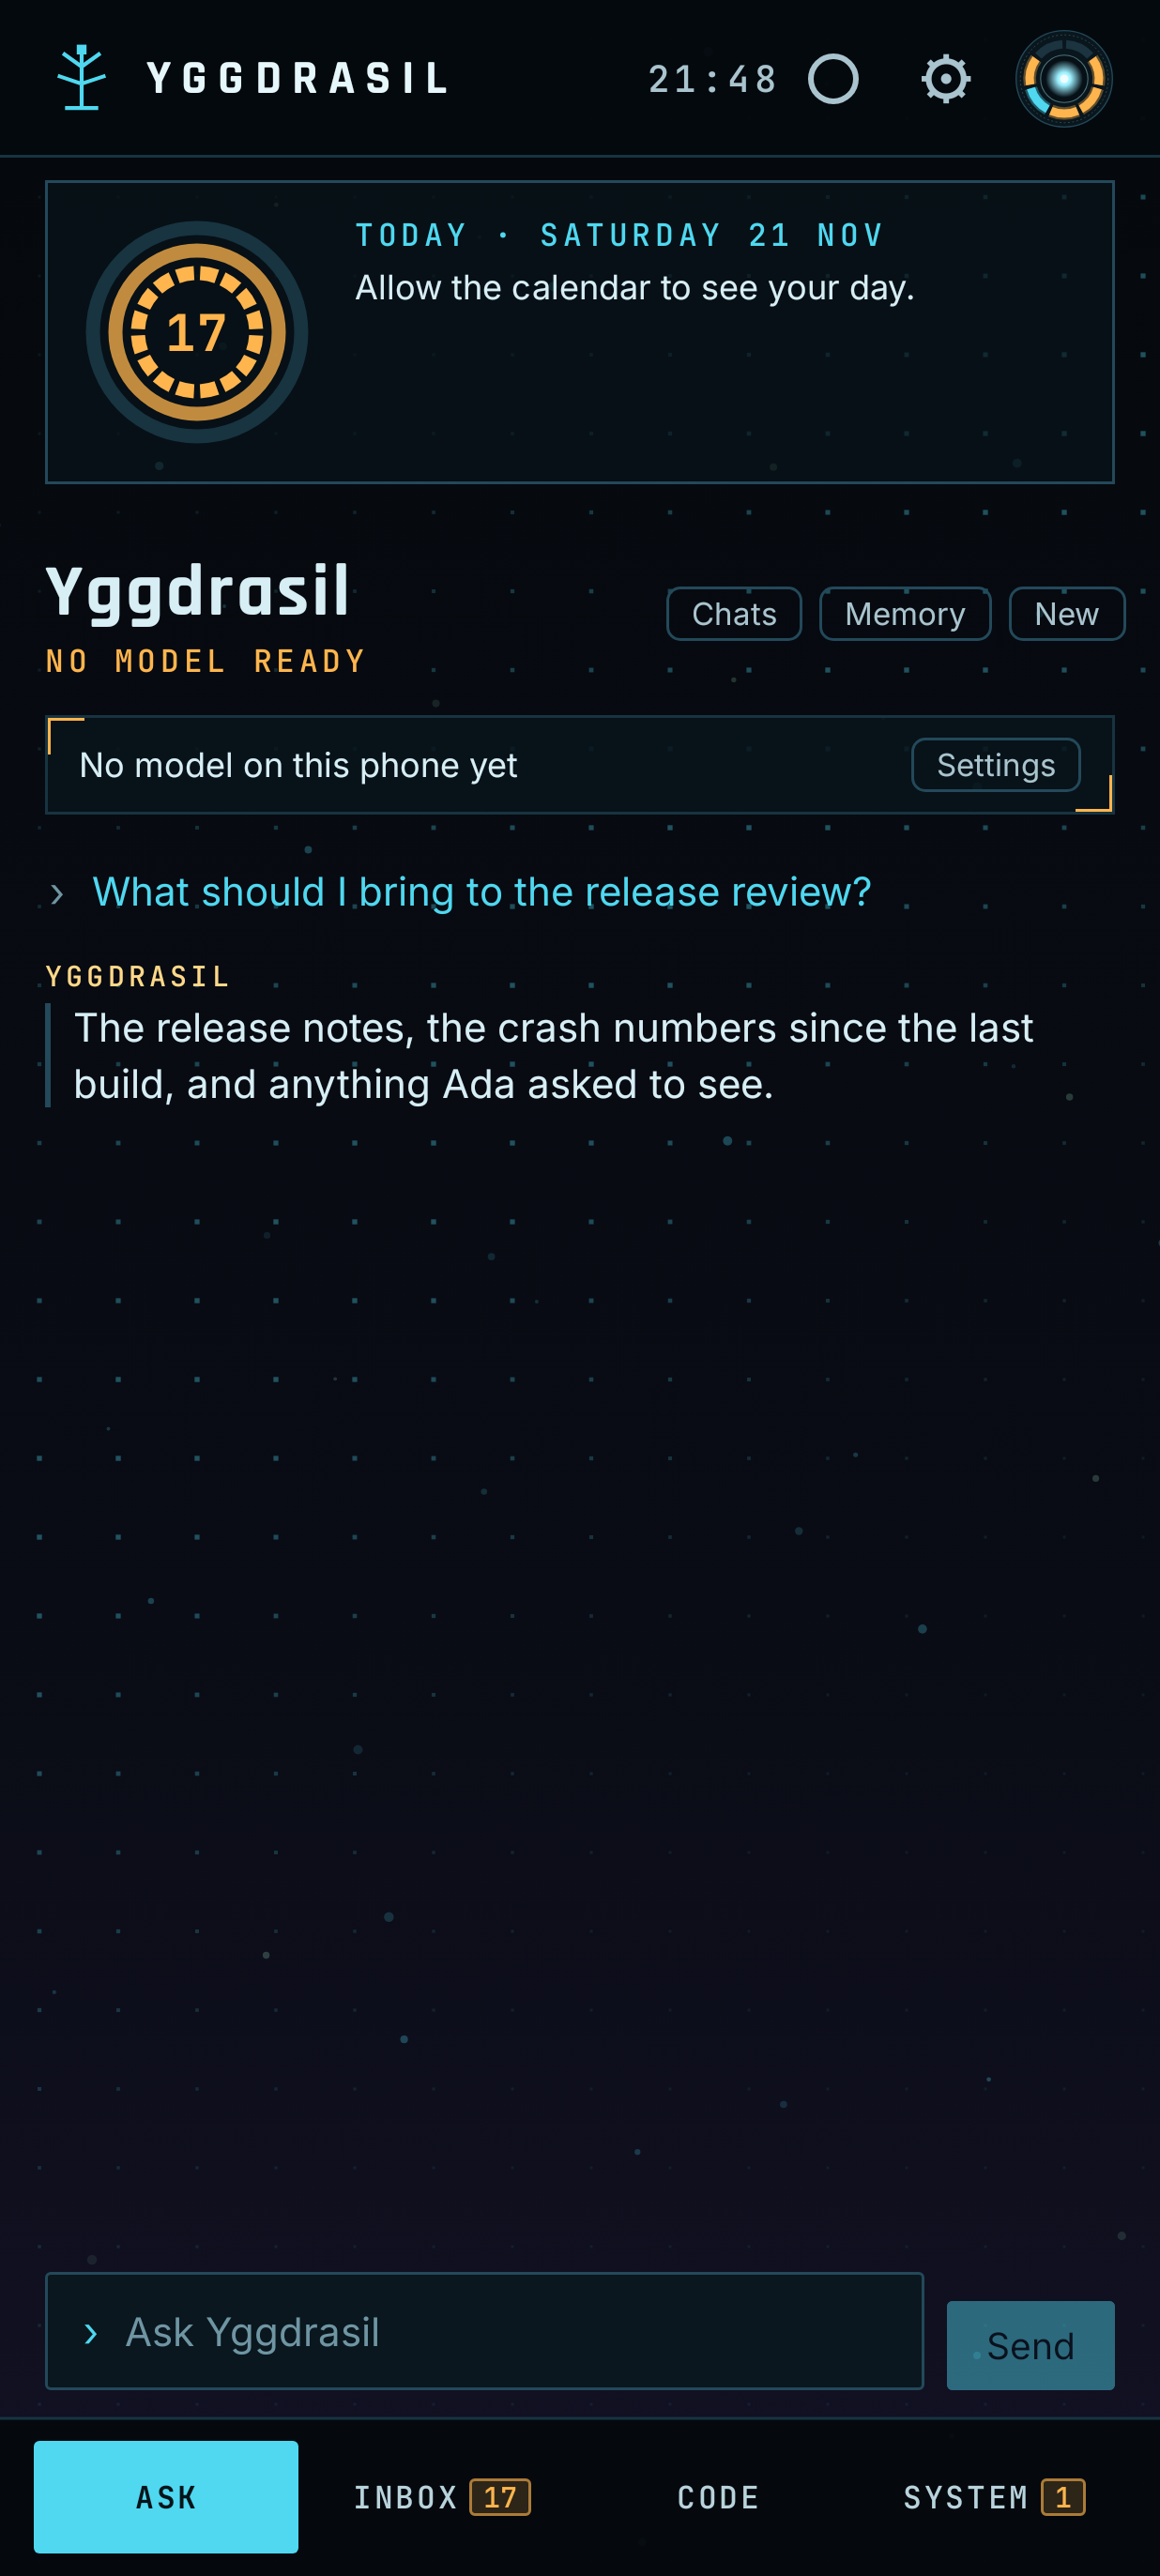 YGGDRASIL
21:48
TODAY · SATURDAY 21 NOV
Allow the calendar to see your day.
17
Yggdrasil
Chats
Memory
New
NO MODEL READY
No model on this phone yet
Settings
› What should I bring to the release review?
YGGDRASIL
The release notes, the crash numbers since the last
build, and anything Ada asked to see.
› Ask Yggdrasil
Send
ASK
INBOX 17
CODE
SYSTEM 1